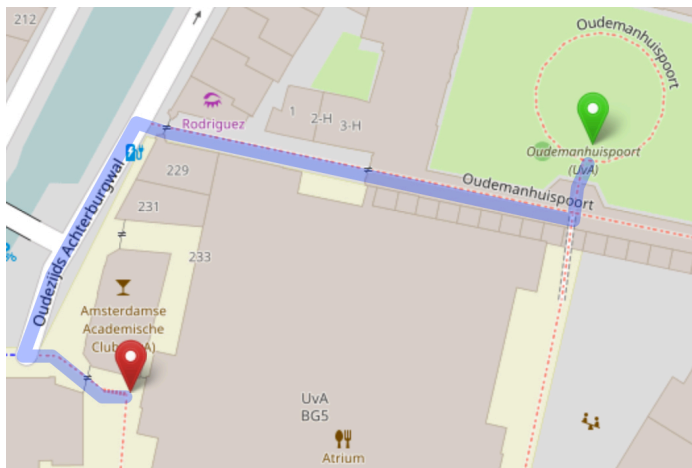 212
Oudemanhuispoort
Rodriguez
1
2-H
3-H
Oudemanhuispoort
(UvA)
229
Oudemanhuispoort
231
Oudezijds Achterburgwal
233
Amsterdamse
Academische
Club
A)
UvA
BG5
Atrium
%